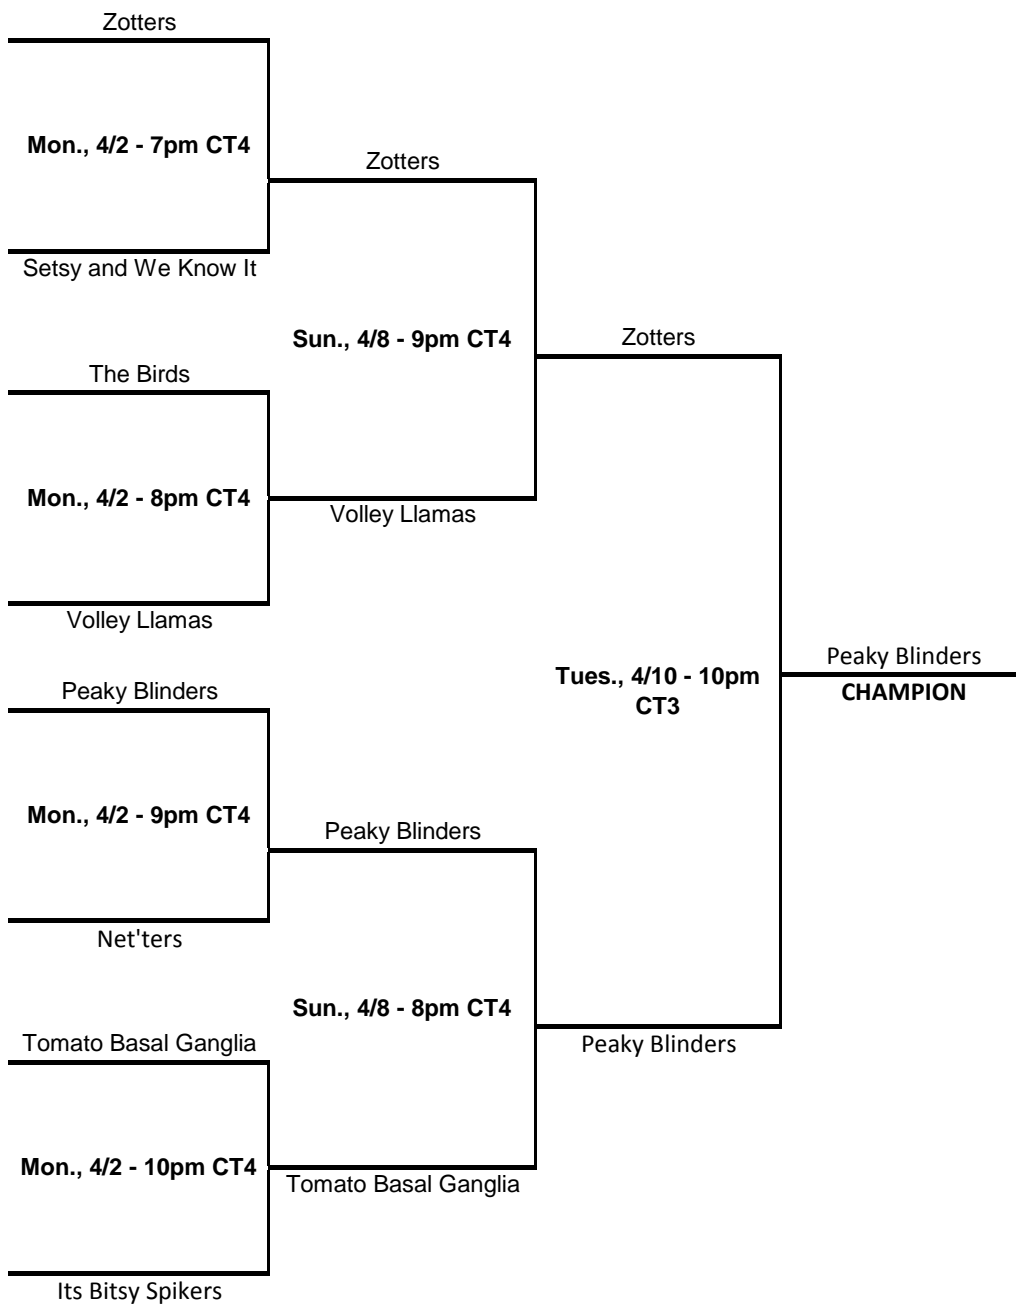 Zotters
Mon., 4/2 - 7pm CT4
Zotters
Setsy and We Know It
Sun., 4/8 - 9pm CT4
Zotters
The Birds
Mon., 4/2 - 8pm CT4
Volley Llamas
Volley Llamas
Tues., 4/10 - 10pm
CT3
Peaky Blinders
CHAMPION
Peaky Blinders
Mon., 4/2 - 9pm CT4
Peaky Blinders
Net'ters
Sun., 4/8 - 8pm CT4
Peaky Blinders
Tomato Basal Ganglia
Mon., 4/2 - 10pm CT4
Tomato Basal Ganglia
Its Bitsy Spikers